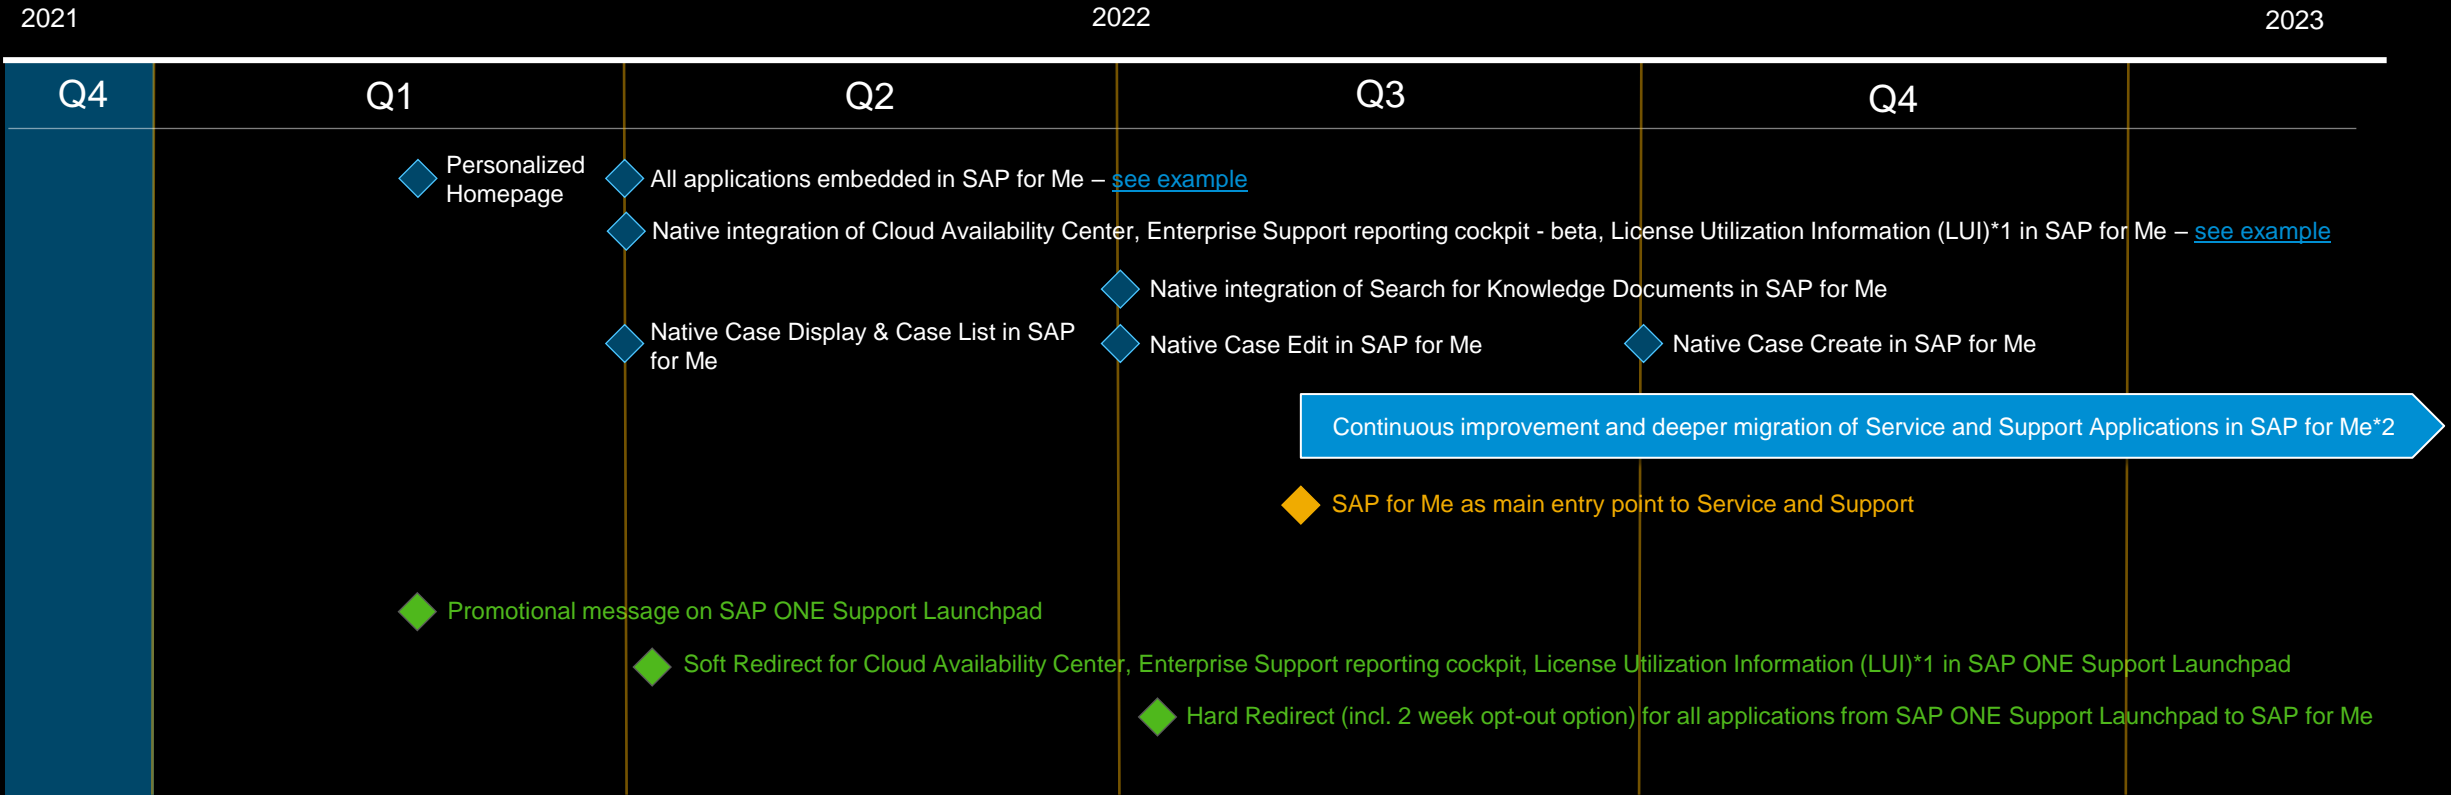 2021
2022
2023
Q4
Q1
Q2
Q3
Q4
Personalized
Homepage
All applications embedded in SAP for Me – see example
Native integration of Cloud Availability Center, Enterprise Support reporting cockpit - beta, License Utilization Information (LUI)*1 in SAP for Me – see example
Native integration of Search for Knowledge Documents in SAP for Me
Native Case Display & Case List in SAP
for Me
Native Case Edit in SAP for Me
Native Case Create in SAP for Me
Continuous improvement and deeper migration of Service and Support Applications in SAP for Me*2
SAP for Me as main entry point to Service and Support
Promotional message on SAP ONE Support Launchpad
Soft Redirect for Cloud Availability Center, Enterprise Support reporting cockpit, License Utilization Information (LUI)*1 in SAP ONE Support Launchpad
Hard Redirect (incl. 2 week opt-out option) for all applications from SAP ONE Support Launchpad to SAP for Me